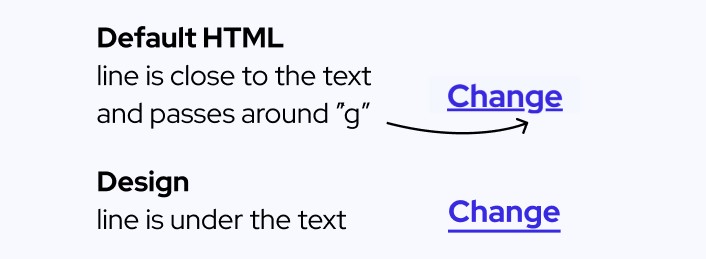 Default HTML
line is close to the text
and passes around ”g”
Change
Design
line is under the text
Change